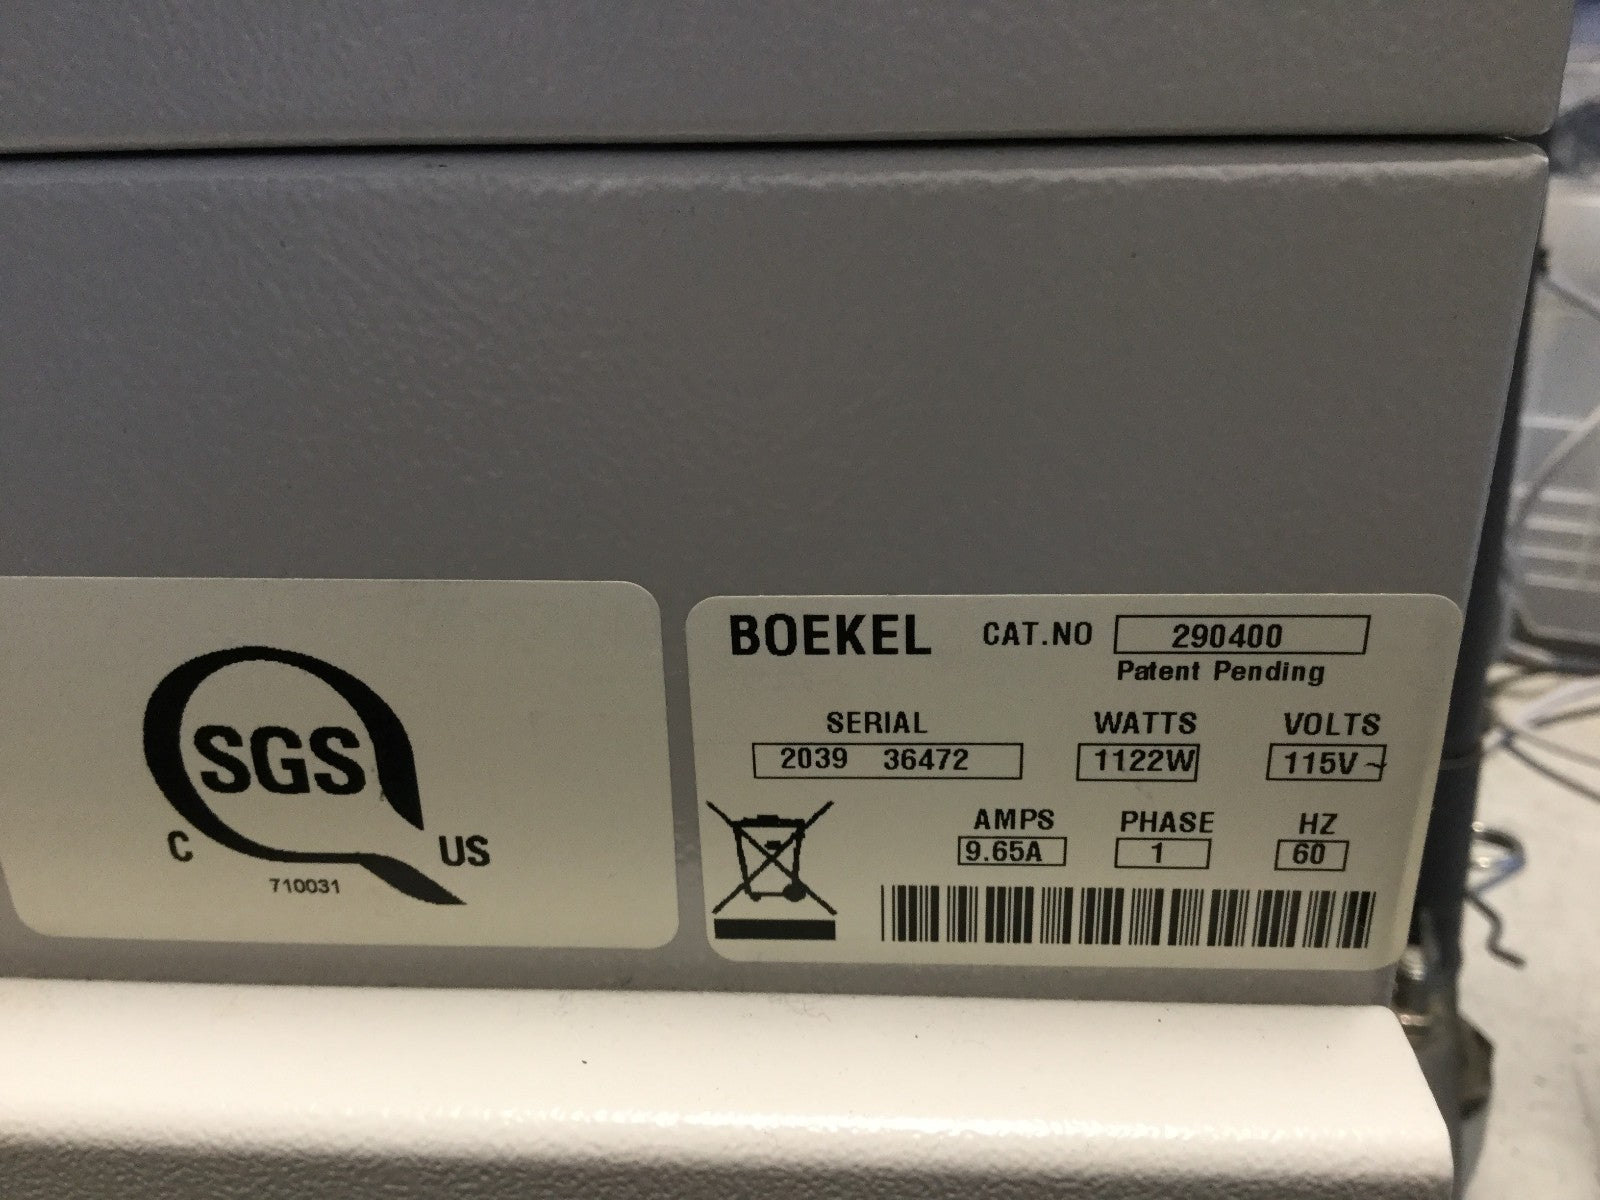 SGS
C US
710031
BOEKEL CAT.NO 290400
Patent Pending
SERIAL WATTS VOLTS
2039 36472 1122W 115V~
AMPS PHASE HZ
9.65A 1 60